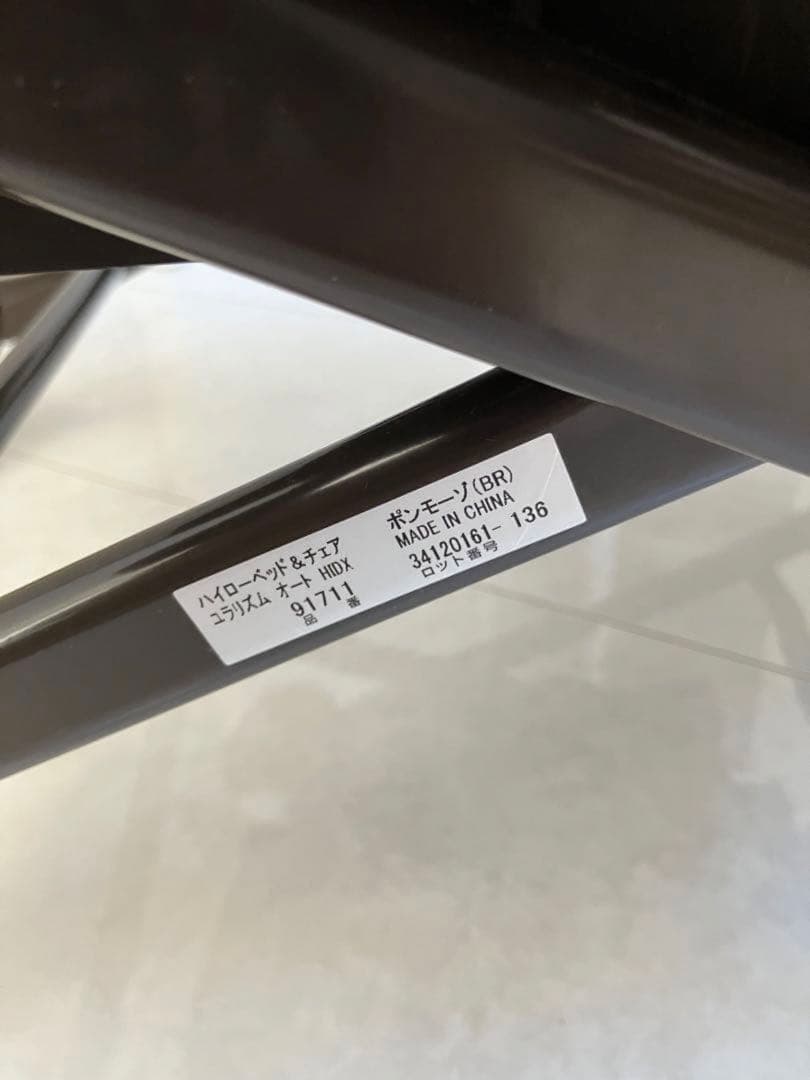 ハイローベッド&チェア
ユラリズム オート HIDX
91711
品 番
ポンモーゾ(BR)
MADE IN CHINA
34120161- 136
ロット番号